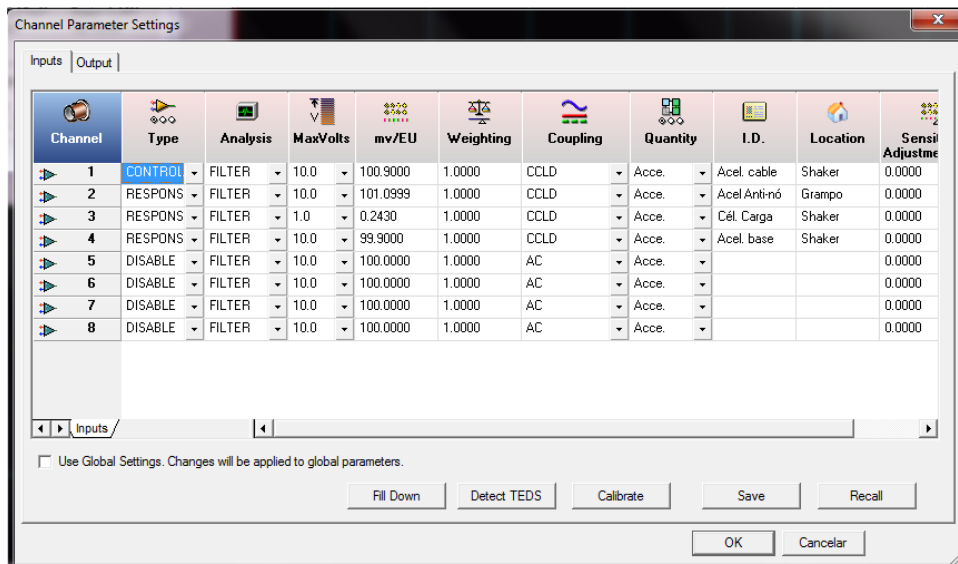 Channel Parameter Settings
x
Inputs Output
Channel Type Analysis MaxVolts mv/EU Weighting Coupling Quantity I.D. Location Sensi
Adjustme
1 CONTROL FILTER 10.0 100.9000 1.0000 CCLD Acce. Acel. cable Shaker 0.0000
2 RESPONS FILTER 10.0 101.0999 1.0000 CCLD Acce. Acel Anti-nó Grampo 0.0000
3 RESPONS FILTER 1.0 0.2430 1.0000 CCLD Acce. Cél. Carga Shaker 0.0000
4 RESPONS FILTER 10.0 99.9000 1.0000 CCLD Acce. Acel. base Shaker 0.0000
5 DISABLE FILTER 10.0 100.0000 1.0000 AC Acce. 0.0000
6 DISABLE FILTER 10.0 100.0000 1.0000 AC Acce. 0.0000
7 DISABLE FILTER 10.0 100.0000 1.0000 AC Acce. 0.0000
8 DISABLE FILTER 10.0 100.0000 1.0000 AC Acce. 0.0000
Inputs
Use Global Settings. Changes will be applied to global parameters.
Fill Down Detect TEDS Calibrate Save Recall
OK Cancelar